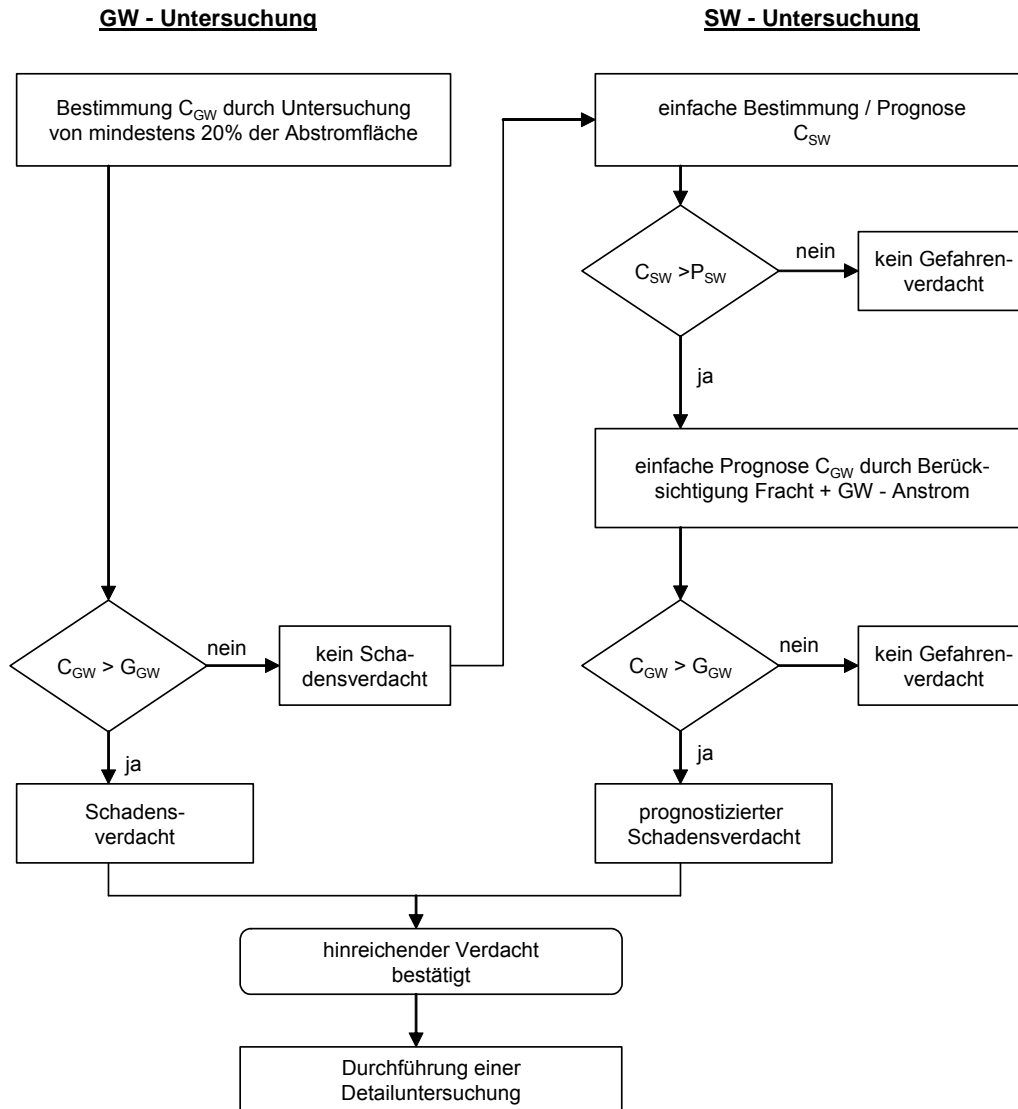 GW - Untersuchung
Bestimmung C_GW durch Untersuchung
von mindestens 20% der Abstromfläche
C_GW > G_GW
nein
kein Scha-
densverdacht
ja
Schadens-
verdacht
SW - Untersuchung
einfache Bestimmung / Prognose
C_SW
C_SW >P_SW
nein
kein Gefahren-
verdacht
ja
einfache Prognose C_GW durch Berück-
sichtigung Fracht + GW - Anstrom
C_GW > G_GW
nein
kein Gefahren-
verdacht
ja
prognostizierter
Schadensverdacht
hinreichender Verdacht
bestätigt
Durchführung einer
Detailuntersuchung